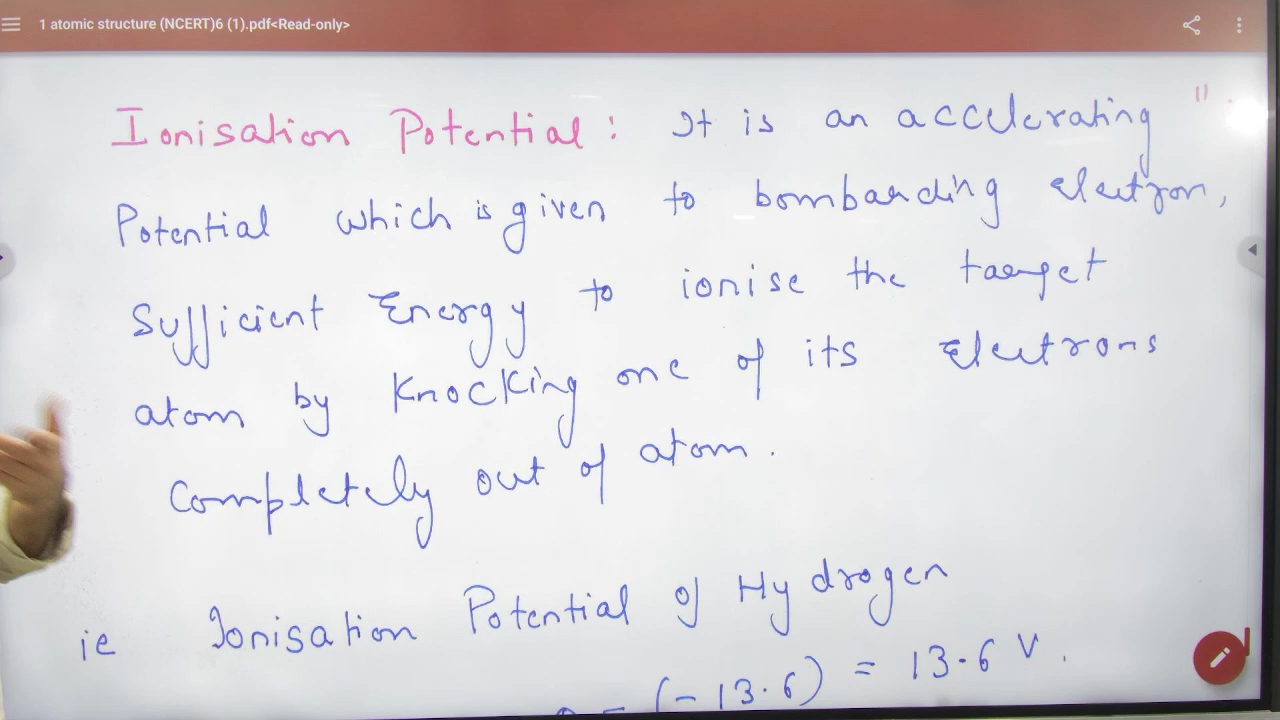 1 atomic structure (NCERT)6 (1).pdf<Read-only>
Ionisation Potential: It is an accelerating
Potential which is given to bombarding electron,
Sufficient Energy to ionise the target
atom by Knocking one of its Electrons
Completely out of atom.
ie Ionisation Potential of Hydrogen
0 - (-13.6) = 13.6 V.